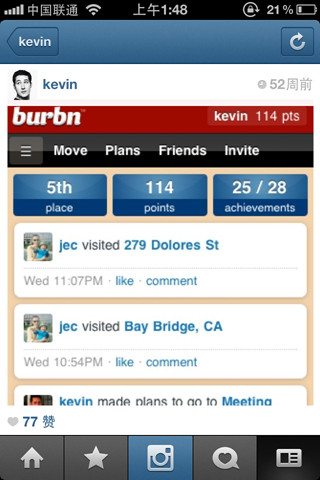 中国联通 上午1:48 21%
kevin
kevin 52周前
burbn™ kevin 114 pts
Move Plans Friends Invite
5th 114 25 / 28
place points achievements
jec visited 279 Dolores St
Wed 11:07PM · like · comment
jec visited Bay Bridge, CA
Wed 10:54PM · like · comment
kevin made plans to go to Meeting
77 赞